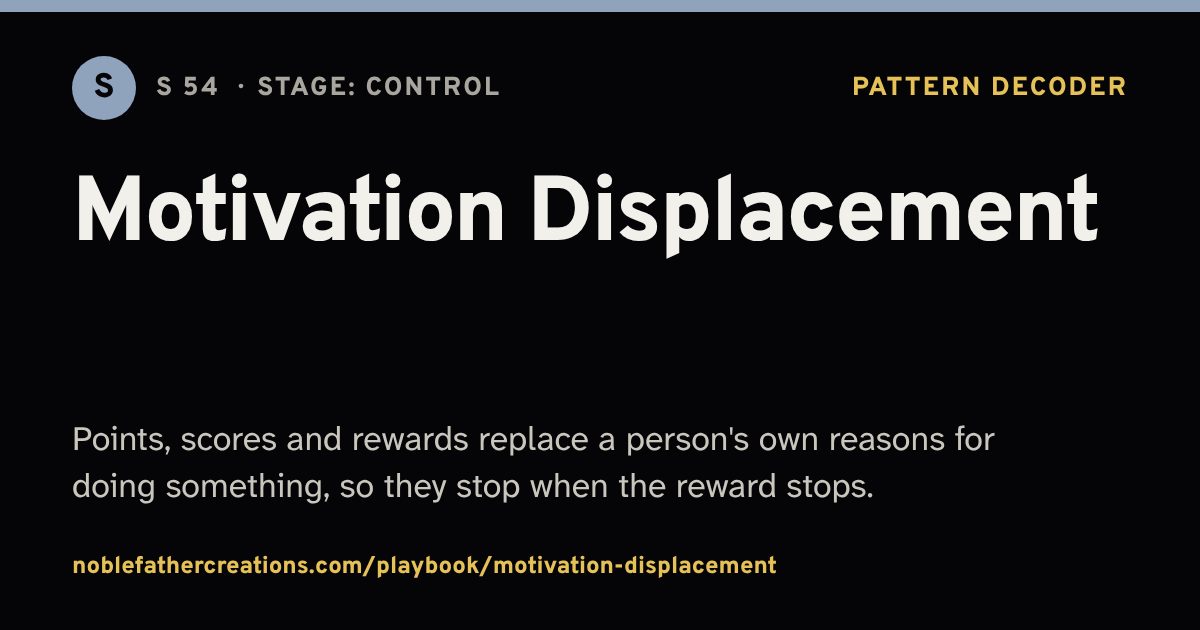 S
S 54 · STAGE: CONTROL
PATTERN DECODER
Motivation Displacement
Points, scores and rewards replace a person's own reasons for
doing something, so they stop when the reward stops.
noblefathercreations.com/playbook/motivation-displacement